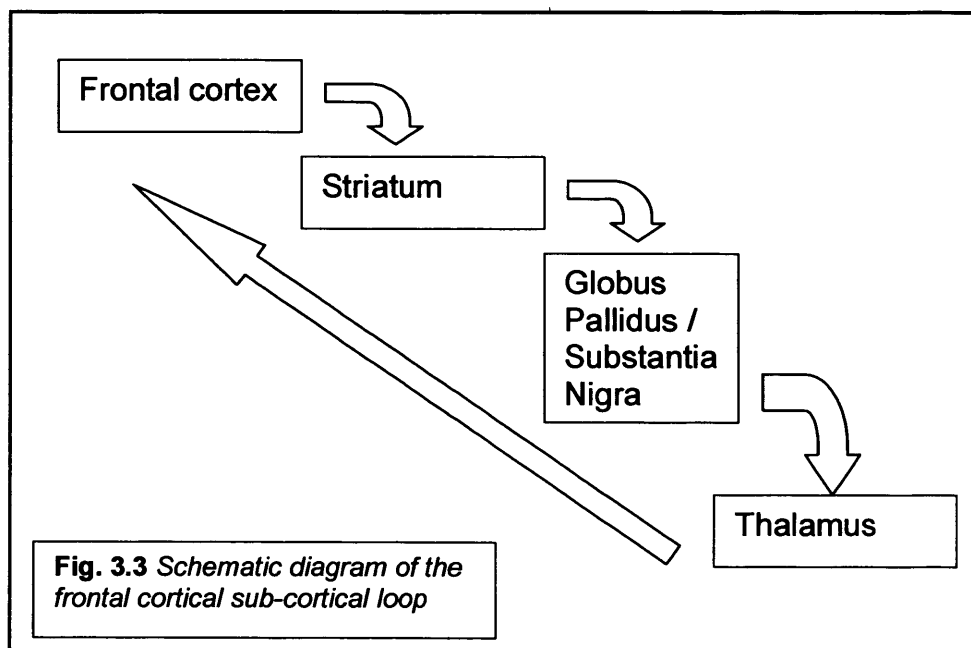 Frontal cortex
Striatum
Globus
Pallidus /
Substantia
Nigra
Thalamus
Fig. 3.3 Schematic diagram of the
frontal cortical sub-cortical loop